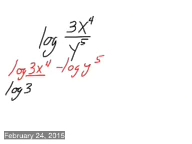 log 3x⁴/y⁵
log 3x⁴ - log y⁵
log 3
February 24, 2015